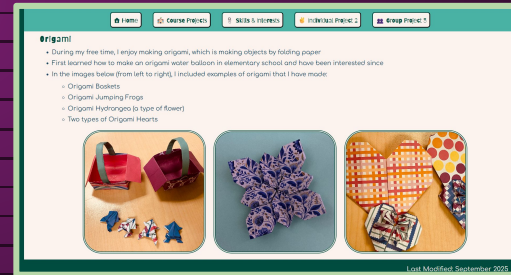 Home Course Projects Skills & Interests Individual Project 2 Group Project 5
Origami
During my free time, I enjoy making origami, which is making objects by folding paper
First learned how to make an origami water balloon in elementary school and have been interested since
In the images below (from left to right), I included examples of origami that I have made:
Origami Baskets
Origami Jumping Frogs
Origami Hydrangea (a type of flower)
Two types of Origami Hearts
Last Modified: September 2025